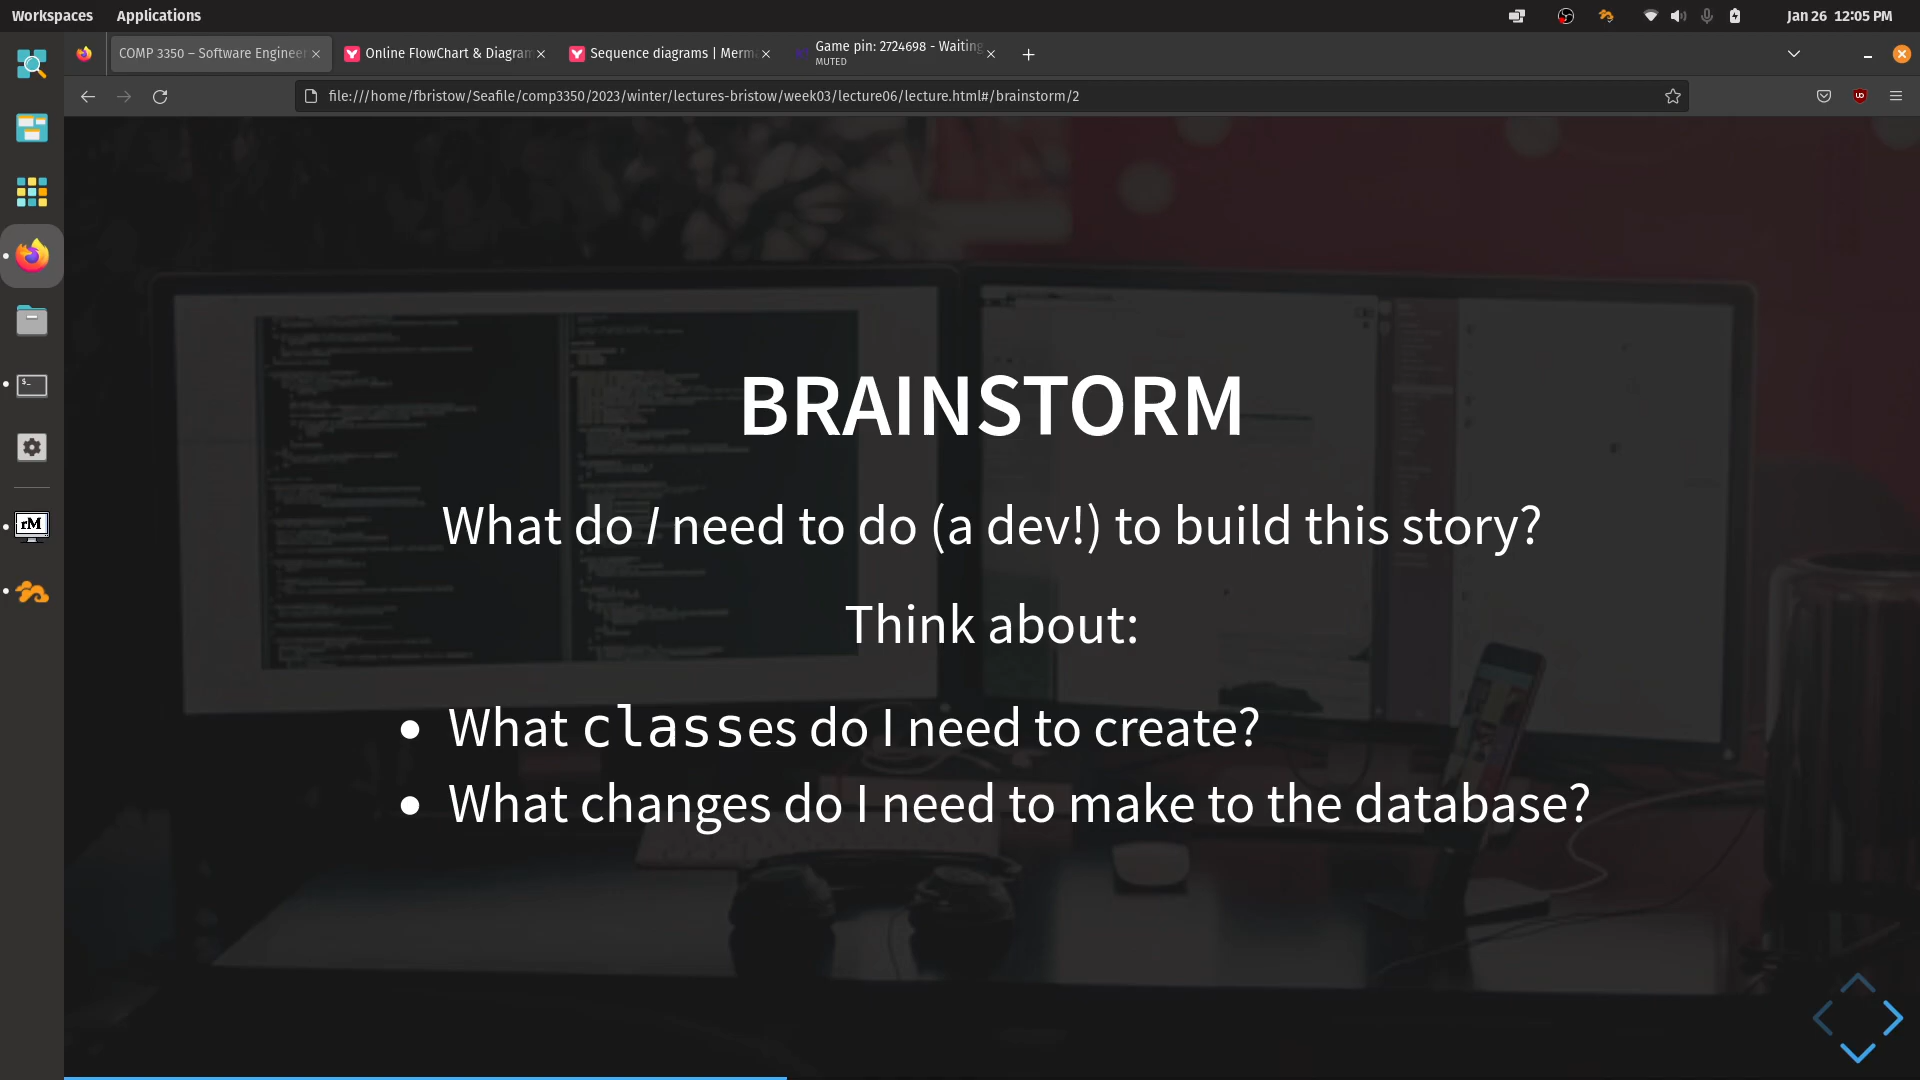 Workspaces Applications Jan 26 12:05 PM
COMP 3350 – Software Engineer Online FlowChart & Diagram Sequence diagrams | Merma Game pin: 2724698 - Waiting
MUTED
file:///home/fbristow/Seafile/comp3350/2023/winter/lectures-bristow/week03/lecture06/lecture.html#/brainstorm/2
rM
BRAINSTORM
What do I need to do (a dev!) to build this story?
Think about:
• What classes do I need to create?
• What changes do I need to make to the database?